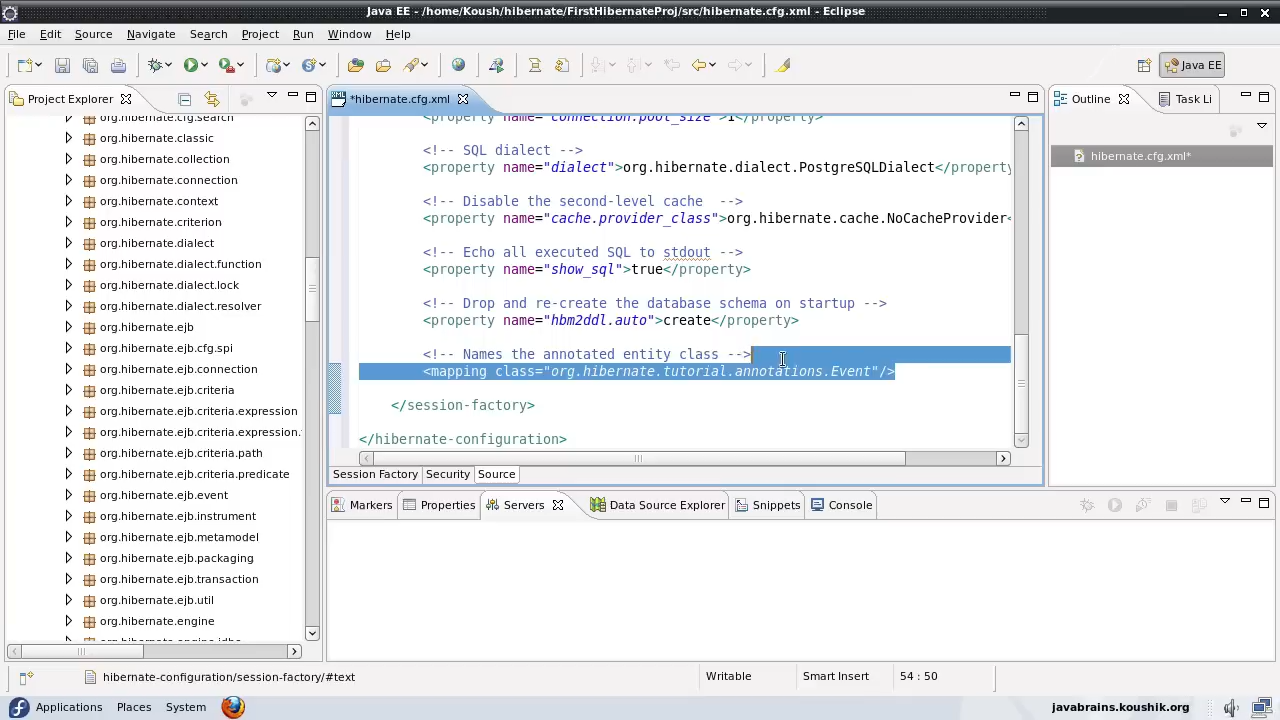 Java EE - /home/Koush/hibernate/FirstHibernateProj/src/hibernate.cfg.xml - Eclipse
File Edit Source Navigate Search Project Run Window Help
Java EE
Project Explorer
*hibernate.cfg.xml
Outline
Task Li
org.hibernate.cfg.search
org.hibernate.classic
org.hibernate.collection
org.hibernate.connection
org.hibernate.context
org.hibernate.criterion
org.hibernate.dialect
org.hibernate.dialect.function
org.hibernate.dialect.lock
org.hibernate.dialect.resolver
org.hibernate.ejb
org.hibernate.ejb.cfg.spi
org.hibernate.ejb.connection
org.hibernate.ejb.criteria
org.hibernate.ejb.criteria.expression
org.hibernate.ejb.criteria.expression.
org.hibernate.ejb.criteria.path
org.hibernate.ejb.criteria.predicate
org.hibernate.ejb.event
org.hibernate.ejb.instrument
org.hibernate.ejb.metamodel
org.hibernate.ejb.packaging
org.hibernate.ejb.transaction
org.hibernate.ejb.util
org.hibernate.engine
org.hibernate.engine.jdbc
<property name="connection.pool_size">1</property>
<!-- SQL dialect -->
<property name="dialect">org.hibernate.dialect.PostgreSQLDialect</property
<!-- Disable the second-level cache  -->
<property name="cache.provider_class">org.hibernate.cache.NoCacheProvider<
<!-- Echo all executed SQL to stdout -->
<property name="show_sql">true</property>
<!-- Drop and re-create the database schema on startup -->
<property name="hbm2ddl.auto">create</property>
<!-- Names the annotated entity class -->
<mapping class="org.hibernate.tutorial.annotations.Event"/>
</session-factory>
</hibernate-configuration>
Session Factory Security Source
hibernate.cfg.xml*
Markers Properties Servers Data Source Explorer Snippets Console
hibernate-configuration/session-factory/#text
Writable
Smart Insert
54 : 50
Applications Places System
javabrains.koushik.org